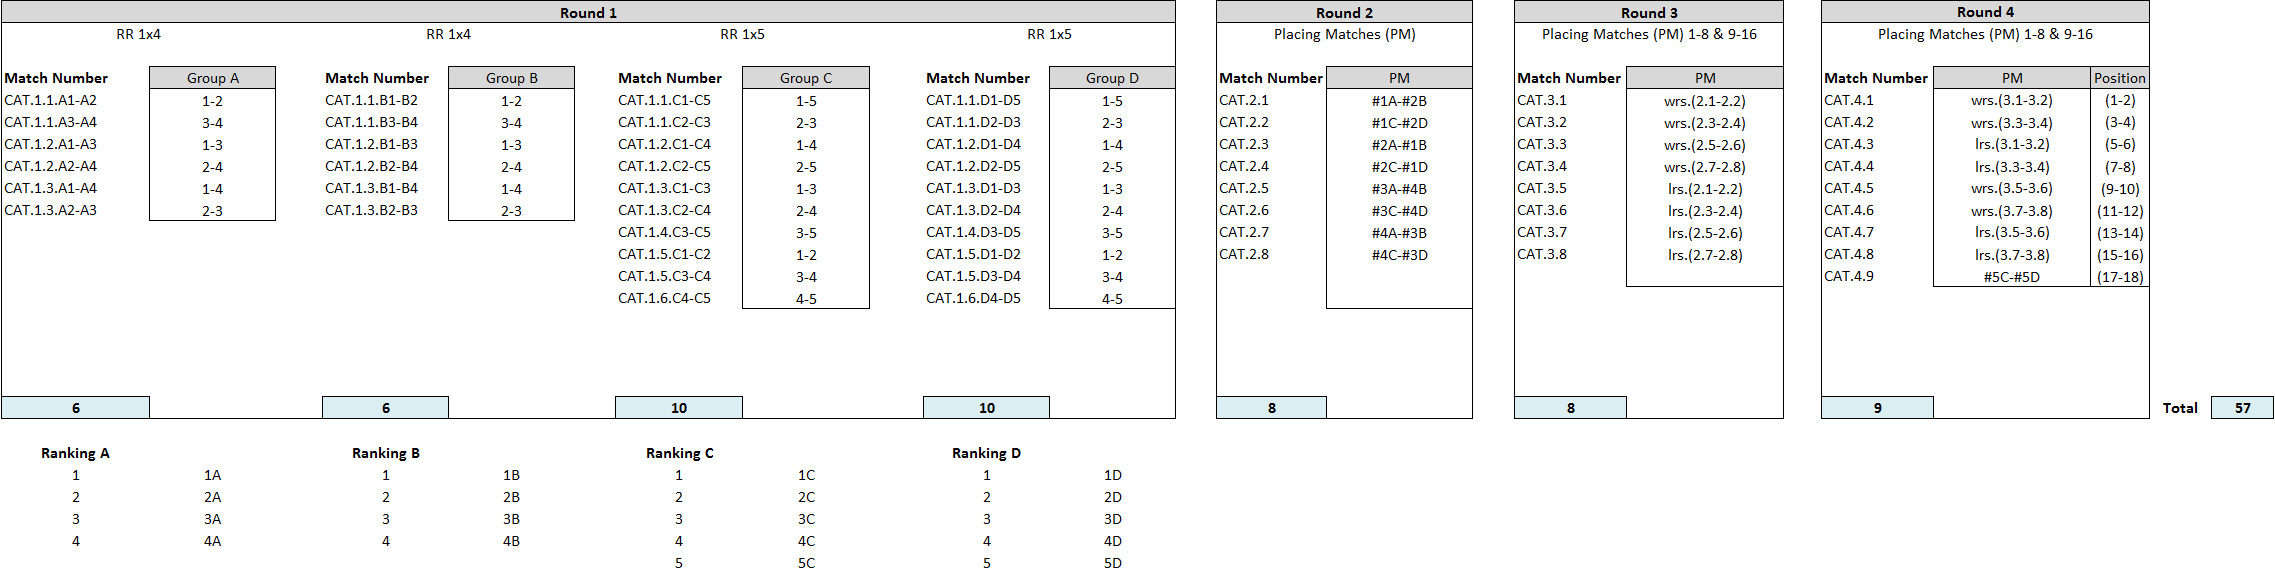 Round 1 Round 2 Round 3 Round 4
RR 1x4 RR 1x4 RR 1x5 RR 1x5 Placing Matches (PM) Placing Matches (PM) 1-8 & 9-16 Placing Matches (PM) 1-8 & 9-16
Match Number Group A Match Number Group B Match Number Group C Match Number Group D Match Number PM Match Number PM Match Number PM Position
CAT.1.1.A1-A2 1-2 CAT.1.1.B1-B2 1-2 CAT.1.1.C1-C5 1-5 CAT.1.1.D1-D5 1-5 CAT.2.1 #1A-#2B CAT.3.1 wrs.(2.1-2.2) CAT.4.1 wrs.(3.1-3.2) (1-2)
CAT.1.1.A3-A4 3-4 CAT.1.1.B3-B4 3-4 CAT.1.1.C2-C3 2-3 CAT.1.1.D2-D3 2-3 CAT.2.2 #1C-#2D CAT.3.2 wrs.(2.3-2.4) CAT.4.2 wrs.(3.3-3.4) (3-4)
CAT.1.2.A1-A3 1-3 CAT.1.2.B1-B3 1-3 CAT.1.2.C1-C4 1-4 CAT.1.2.D1-D4 1-4 CAT.2.3 #2A-#1B CAT.3.3 wrs.(2.5-2.6) CAT.4.3 lrs.(3.1-3.2) (5-6)
CAT.1.2.A2-A4 2-4 CAT.1.2.B2-B4 2-4 CAT.1.2.C2-C5 2-5 CAT.1.2.D2-D5 2-5 CAT.2.4 #2C-#1D CAT.3.4 wrs.(2.7-2.8) CAT.4.4 lrs.(3.3-3.4) (7-8)
CAT.1.3.A1-A4 1-4 CAT.1.3.B1-B4 1-4 CAT.1.3.C1-C3 1-3 CAT.1.3.D1-D3 1-3 CAT.2.5 #3A-#4B CAT.3.5 lrs.(2.1-2.2) CAT.4.5 wrs.(3.5-3.6) (9-10)
CAT.1.3.A2-A3 2-3 CAT.1.3.B2-B3 2-3 CAT.1.3.C2-C4 2-4 CAT.1.3.D2-D4 2-4 CAT.2.6 #3C-#4D CAT.3.6 lrs.(2.3-2.4) CAT.4.6 wrs.(3.7-3.8) (11-12)
CAT.1.4.C3-C5 3-5 CAT.1.4.D3-D5 3-5 CAT.2.7 #4A-#3B CAT.3.7 lrs.(2.5-2.6) CAT.4.7 lrs.(3.5-3.6) (13-14)
CAT.1.5.C1-C2 1-2 CAT.1.5.D1-D2 1-2 CAT.2.8 #4C-#3D CAT.3.8 lrs.(2.7-2.8) CAT.4.8 lrs.(3.7-3.8) (15-16)
CAT.1.5.C3-C4 3-4 CAT.1.5.D3-D4 3-4 CAT.4.9 #5C-#5D (17-18)
CAT.1.6.C4-C5 4-5 CAT.1.6.D4-D5 4-5
6 6 10 10 8 8 9 Total 57
Ranking A Ranking B Ranking C Ranking D
1 1A 1 1B 1 1C 1 1D
2 2A 2 2B 2 2C 2 2D
3 3A 3 3B 3 3C 3 3D
4 4A 4 4B 4 4C 4 4D
5 5C 5 5D